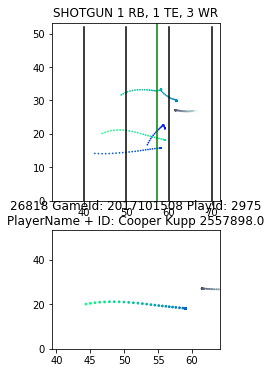 SHOTGUN 1 RB, 1 TE, 3 WR
50
40
30
20
10
0
40 50 60 70
26818 GameId: 2017101508 PlayId: 2975
PlayerName + ID: Cooper Kupp 2557898.0
40
20
0
40 45 50 55 60